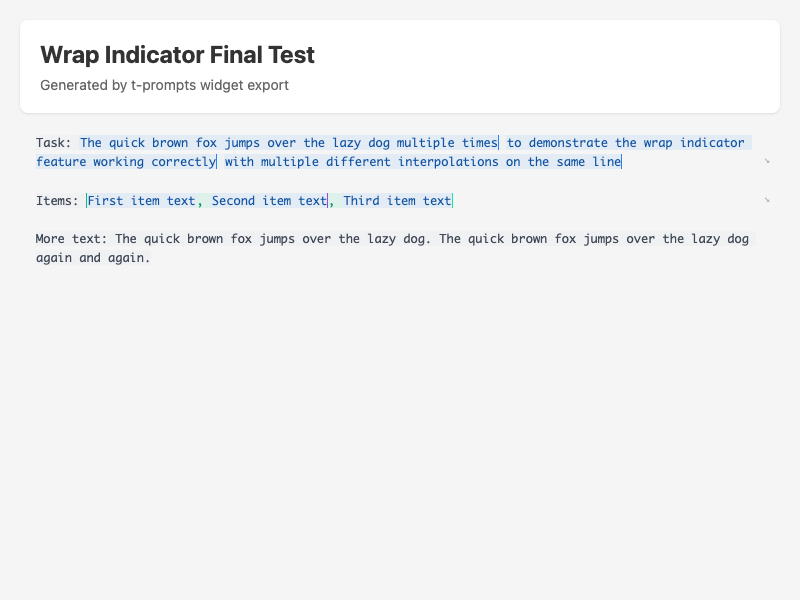 Wrap Indicator Final Test
Generated by t-prompts widget export
Task: The quick brown fox jumps over the lazy dog multiple times to demonstrate the wrap indicator
feature working correctly with multiple different interpolations on the same line
Items: First item text, Second item text, Third item text
More text: The quick brown fox jumps over the lazy dog. The quick brown fox jumps over the lazy dog
again and again.